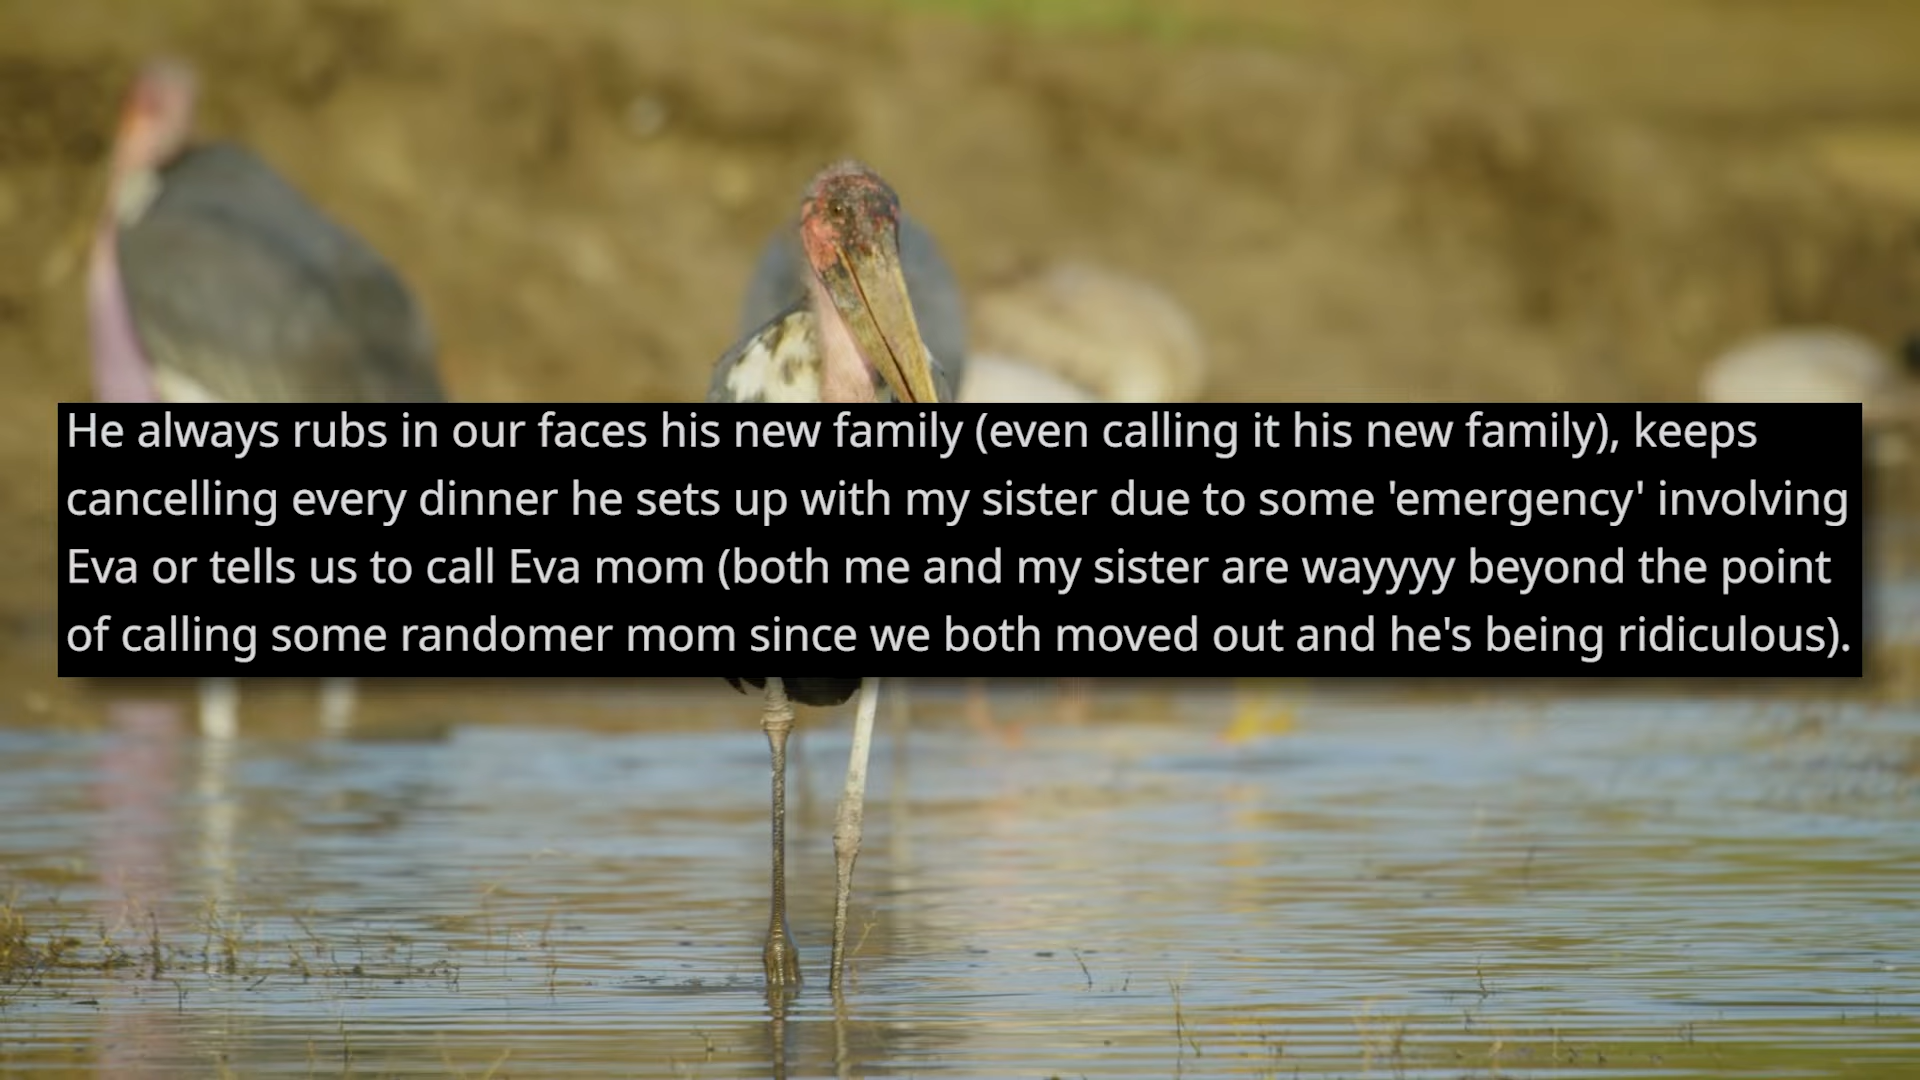 He always rubs in our faces his new family (even calling it his new family), keeps
cancelling every dinner he sets up with my sister due to some 'emergency' involving
Eva or tells us to call Eva mom (both me and my sister are wayyyy beyond the point
of calling some randomer mom since we both moved out and he's being ridiculous).